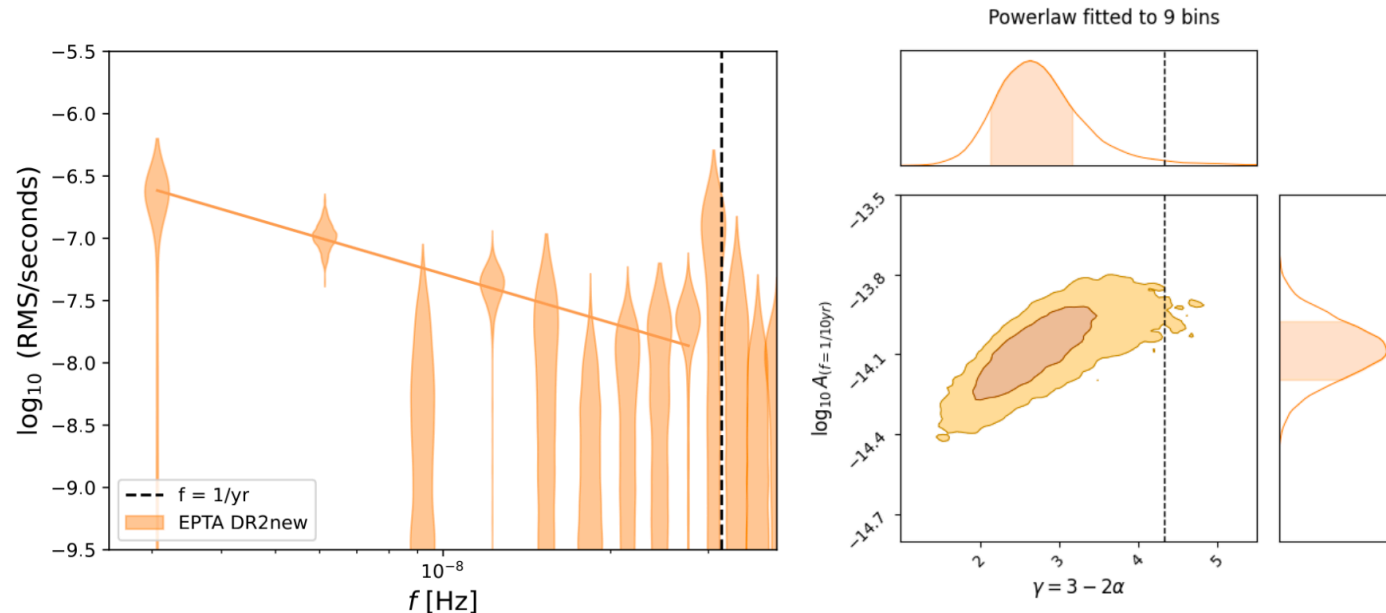 Powerlaw fitted to 9 bins
log₁₀ (RMS/seconds)
−5.5
−6.0
−6.5
−7.0
−7.5
−8.0
−8.5
−9.0
−9.5
f = 1/yr
EPTA DR2new
10⁻⁸
f [Hz]
log₁₀ A(f = 1/10yr)
−13.5
−13.8
−14.1
−14.4
−14.7
2 3 4 5
γ = 3 − 2α